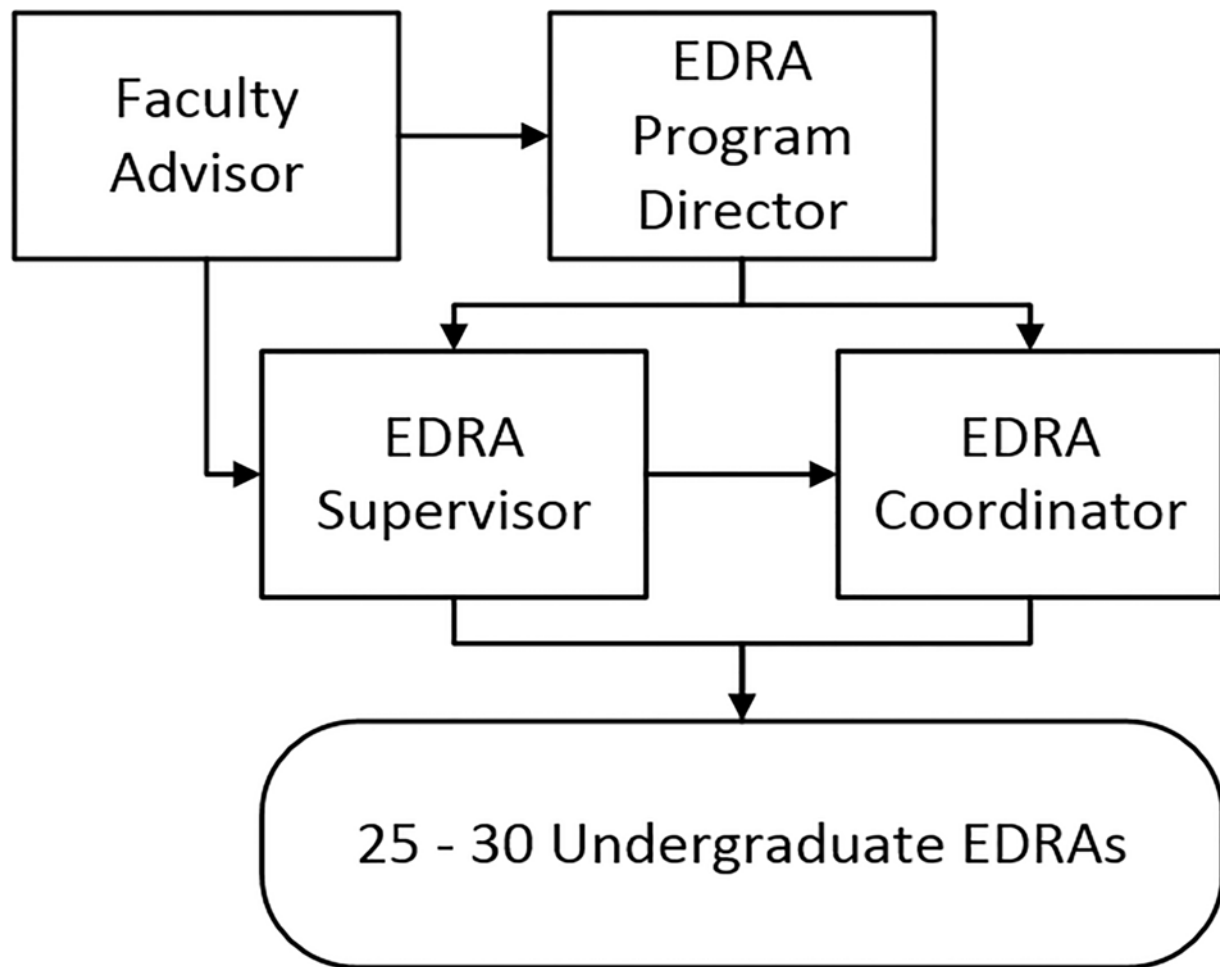 Faculty
Advisor
EDRA
Program
Director
EDRA
Supervisor
EDRA
Coordinator
25 - 30 Undergraduate EDRAs